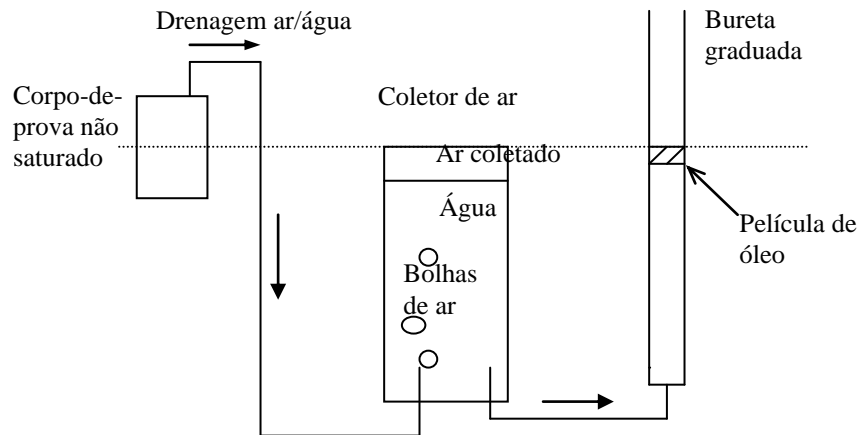 Drenagem ar/água
Bureta
graduada
Corpo-de-
prova não
saturado
Coletor de ar
Ar coletado
Água
Bolhas
de ar
Película de
óleo